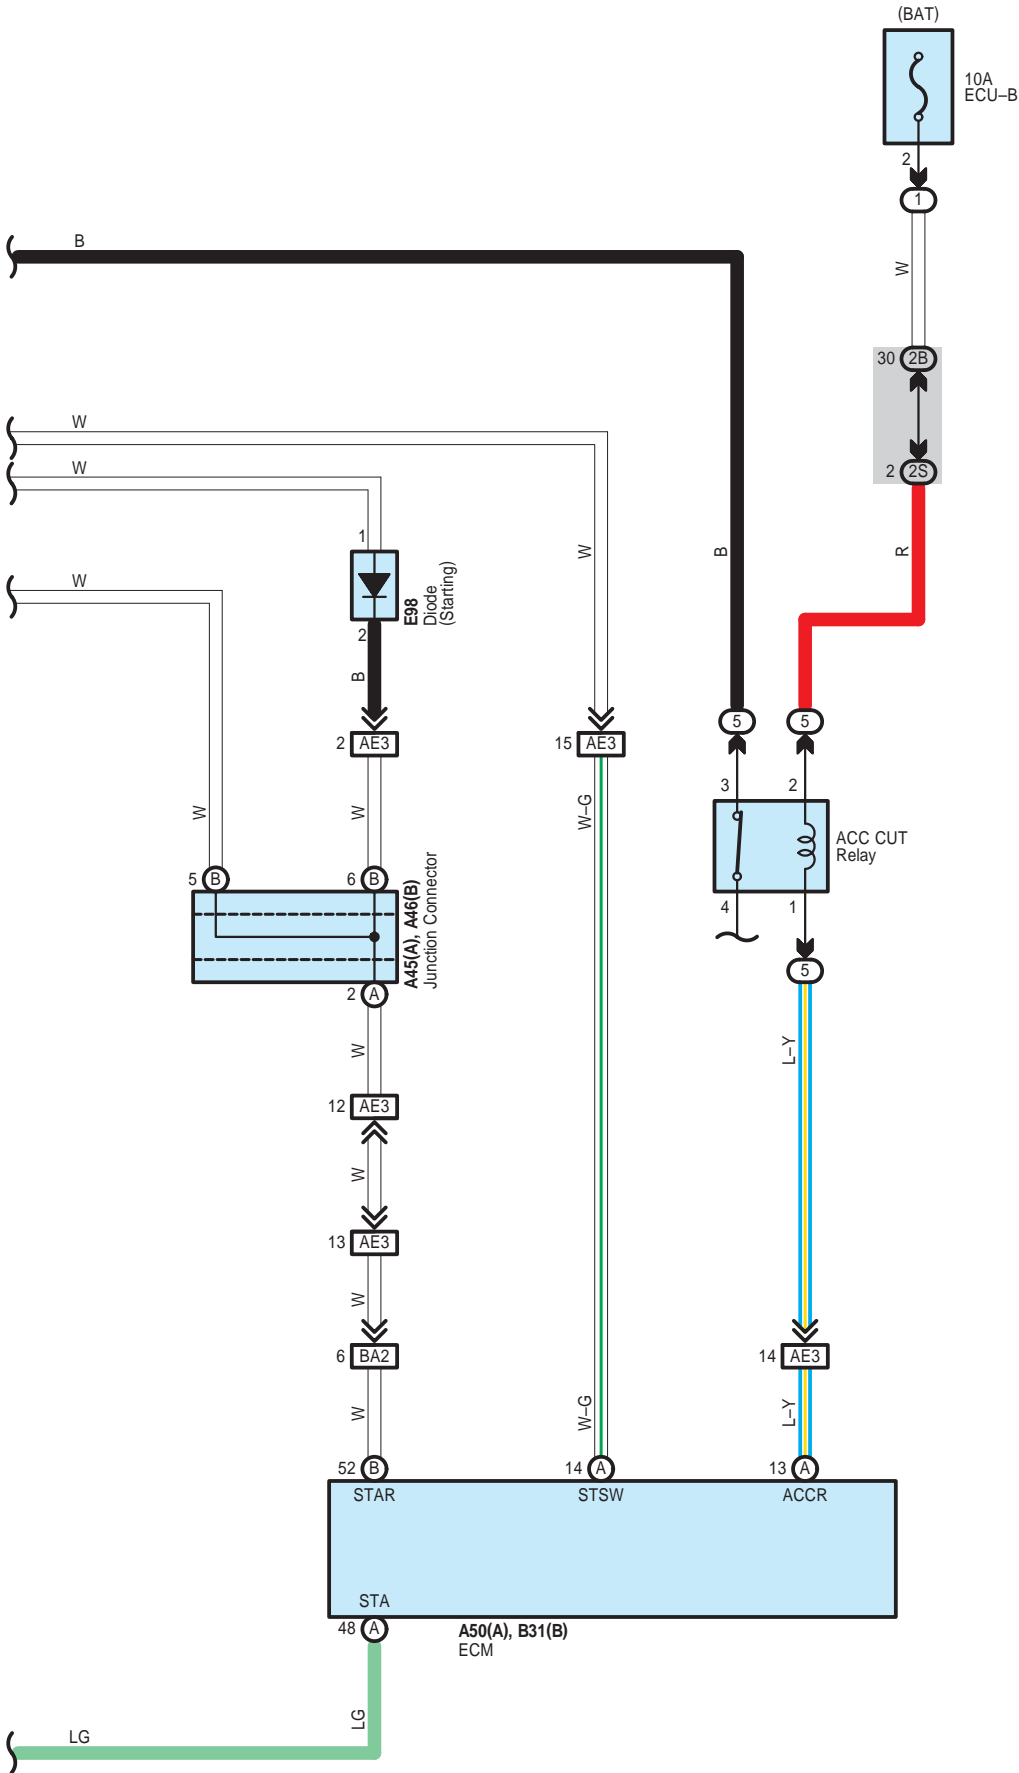 (BAT)
10A
ECU–B
2
1
B
W
30 2B
W
W
2 2S
1
W
B
R
W
E98
Diode
(Starting)
2
B
5
5
2 AE3
15 AE3
3
2
W
W
W–G
ACC CUT
Relay
5 B
6 B
A45(A), A46(B)
Junction Connector
4
1
5
2 A
W
L–Y
12 AE3
W
13 AE3
W
6 BA2
14 AE3
W
W–G
L–Y
52 B
14 A
13 A
STAR
STSW
ACCR
STA
48 A
A50(A), B31(B)
ECM
LG
LG